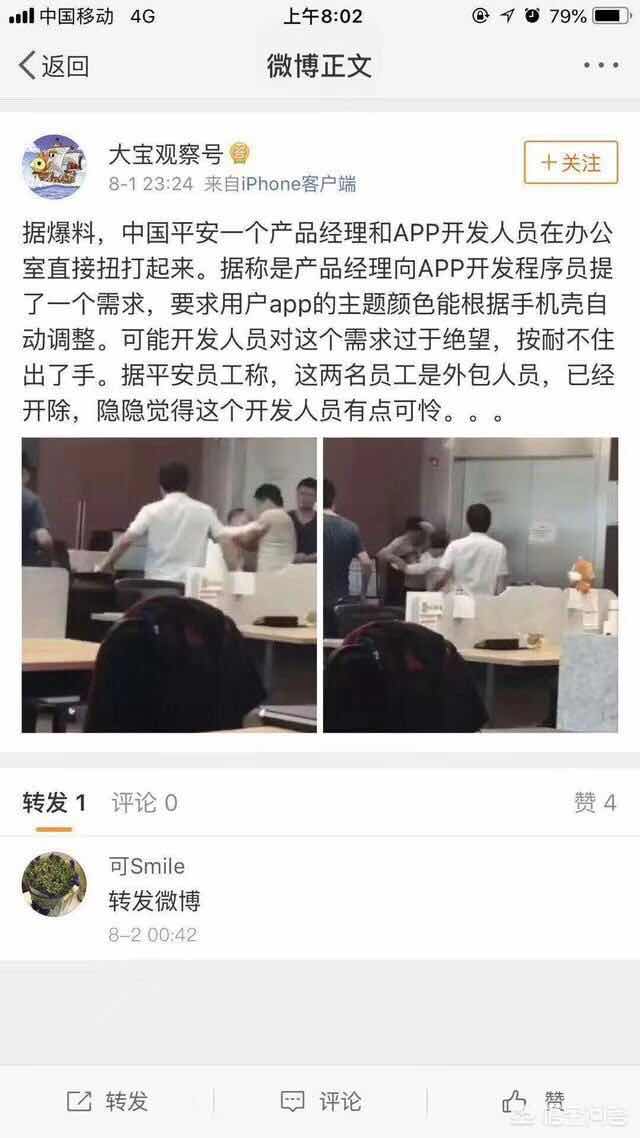 中国移动 4G 上午8:02 79%
返回 微博正文
大宝观察号
+关注
8-1 23:24 来自iPhone客户端
据爆料，中国平安一个产品经理和APP开发人员在办公
室直接扭打起来。据称是产品经理向APP开发程序员提
了一个需求，要求用户app的主题颜色能根据手机壳自
动调整。可能开发人员对这个需求过于绝望，按耐不住
出了手。据平安员工称，这两名员工是外包人员，已经
开除，隐隐觉得这个开发人员有点可怜。。。
转发 1 评论 0 赞 4
可Smile
转发微博
8-2 00:42
转发 评论 赞
悟空问答